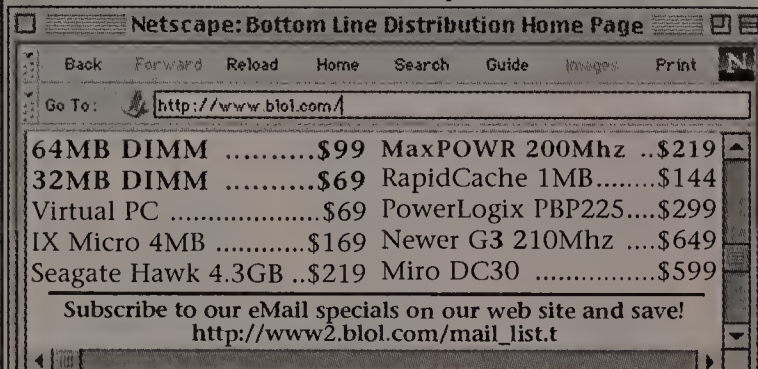 Netscape: Bottom Line Distribution Home Page
Back Forward Reload Home Search Guide Images Print N
Go To: http://www.blol.com/
64MB DIMM ..........$99 MaxPOWR 200Mhz ..$219
32MB DIMM ..........$69 RapidCache 1MB........$144
Virtual PC ..................$69 PowerLogix PBP225....$299
IX Micro 4MB ............$169 Newer G3 210Mhz ....$649
Seagate Hawk 4.3GB ..$219 Miro DC30 ................$599
Subscribe to our eMail specials on our web site and save!
http://www2.blol.com/mail_list.t